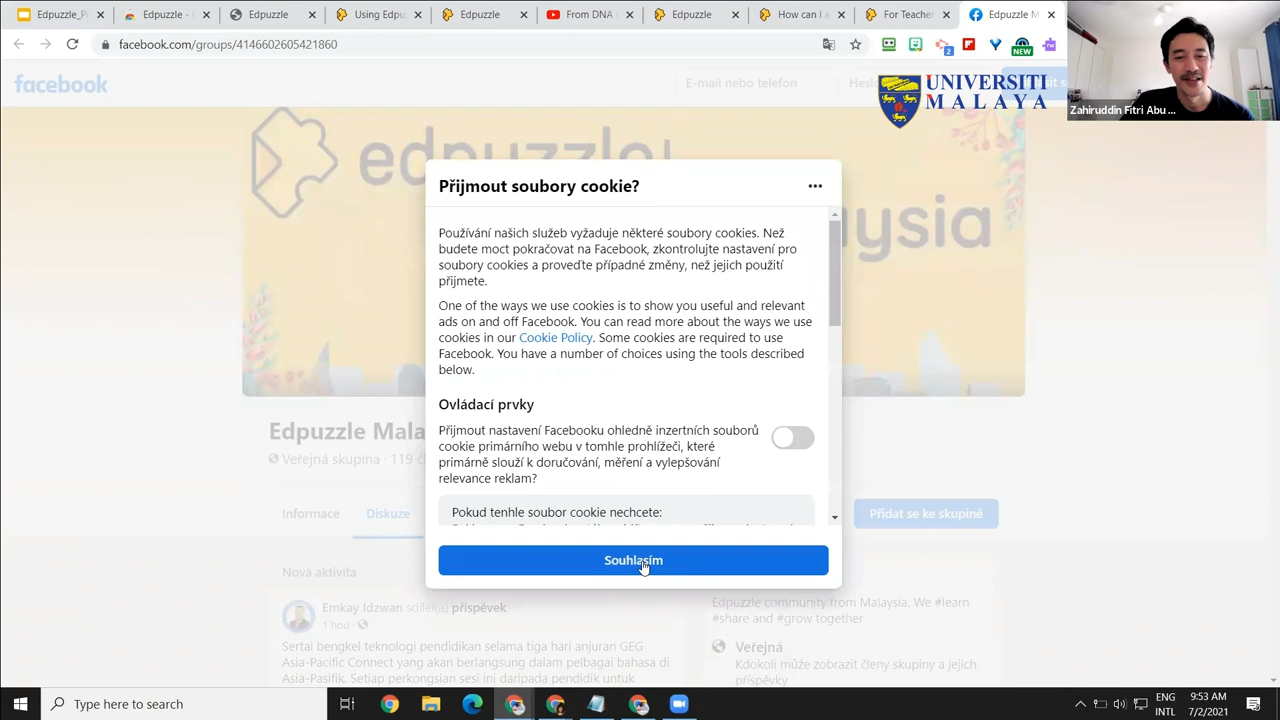 Edpuzzle_P
Edpuzzle -
Edpuzzle
Using Edpu
Edpuzzle
From DNA
Edpuzzle
How can I a
For Teacher
Edpuzzle M
2
NEW
facebook
E-mail nebo telefon
UNIVERSITI
MALAYA
Zahiruddin Fitri Abu ...
edpuzzle
Přijmout soubory cookie?
Používání našich služeb vyžaduje některé soubory cookies. Než
budete moct pokračovat na Facebook, zkontrolujte nastavení pro
soubory cookies a proveďte případné změny, než jejich použití
přijmete.
One of the ways we use cookies is to show you useful and relevant
ads on and off Facebook. You can read more about the ways we use
cookies in our Cookie Policy. Some cookies are required to use
Facebook. You have a number of choices using the tools described
below.
Ovládací prvky
Přijmout nastavení Facebooku ohledně inzertních souborů
cookie primárního webu v tomhle prohlížeči, které
primárně slouží k doručování, měření a vylepšování
relevance reklam?
Pokud tenhle soubor cookie nechcete:
Souhlasím
Edpuzzle Mala
Veřejná skupina · 119 č
Informace
Diskuze
Přidat se ke skupině
Nová aktivita
Emkay Idzwan sdílel(a) příspěvek
1 hod ·
Sertai bengkel teknologi pendidikan selama tiga hari anjuran GEG
Asia-Pacific Connect yang akan berlangsung dalam pelbagai bahasa di
Asia-Pasifik. Setiap perkongsian sesi ini daripada pendidik untuk
Edpuzzle community from Malaysia. We #learn
#share and #grow together
Veřejná
Kdokoli může zobrazit členy skupiny a jejich
příspěvky
Type here to search
ENG
INTL
9:53 AM
7/2/2021